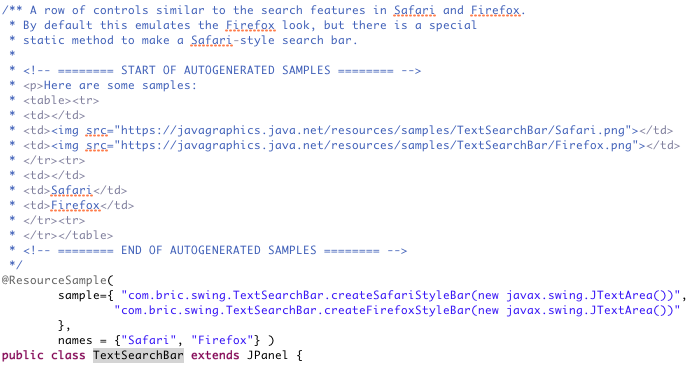 /** A row of controls similar to the search features in Safari and Firefox.
* By default this emulates the Firefox look, but there is a special
* static method to make a Safari-style search bar.
*
* <!-- ======== START OF AUTOGENERATED SAMPLES ======== -->
* <p>Here are some samples:
* <table><tr>
* <td></td>
* <td><img src="https://javagraphics.java.net/resources/samples/TextSearchBar/Safari.png"></td>
* <td><img src="https://javagraphics.java.net/resources/samples/TextSearchBar/Firefox.png"></td>
* </tr><tr>
* <td></td>
* <td>Safari</td>
* <td>Firefox</td>
* </tr><tr>
* </tr></table>
* <!-- ======== END OF AUTOGENERATED SAMPLES ======== -->
*/
@ResourceSample(
sample={ "com.bric.swing.TextSearchBar.createSafariStyleBar(new javax.swing.JTextArea())",
"com.bric.swing.TextSearchBar.createFirefoxStyleBar(new javax.swing.JTextArea())"
},
names = {"Safari", "Firefox"} )
public class TextSearchBar extends JPanel {